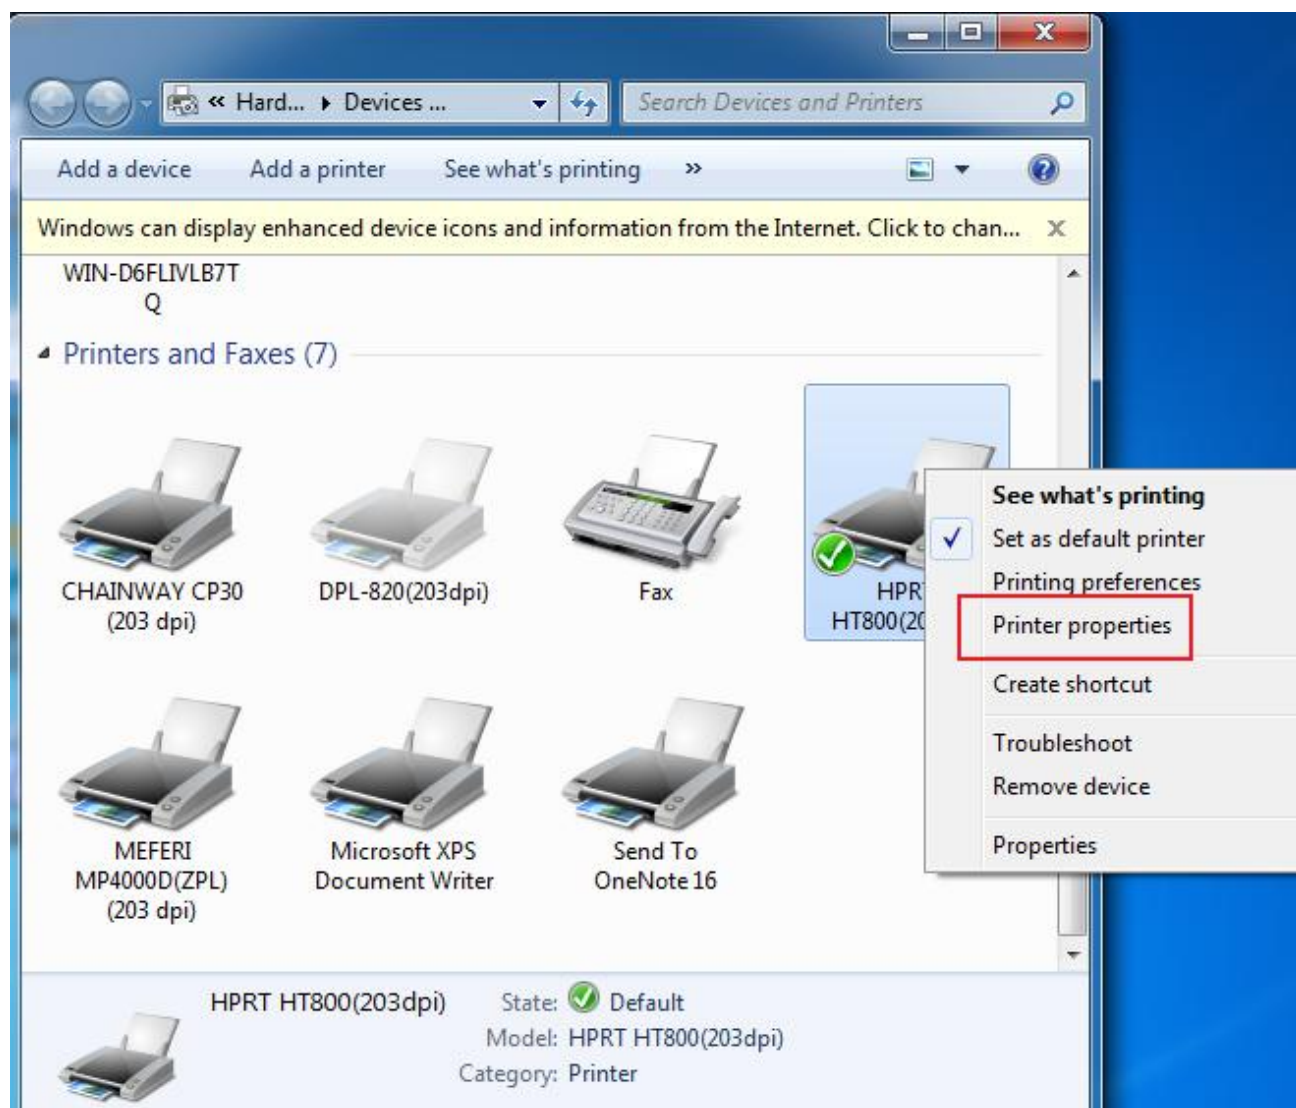 « Hard... ▸ Devices ...
Search Devices and Printers
Add a device Add a printer See what's printing »
Windows can display enhanced device icons and information from the Internet. Click to chan...
WIN-D6FLIVLB7T
Q
Printers and Faxes (7)
CHAINWAY CP30
(203 dpi)
DPL-820(203dpi)
Fax
HPR
HT800(20
See what's printing
Set as default printer
Printing preferences
Printer properties
Create shortcut
Troubleshoot
Remove device
Properties
MEFERI
MP4000D(ZPL)
(203 dpi)
Microsoft XPS
Document Writer
Send To
OneNote 16
HPRT HT800(203dpi) State: Default
Model: HPRT HT800(203dpi)
Category: Printer